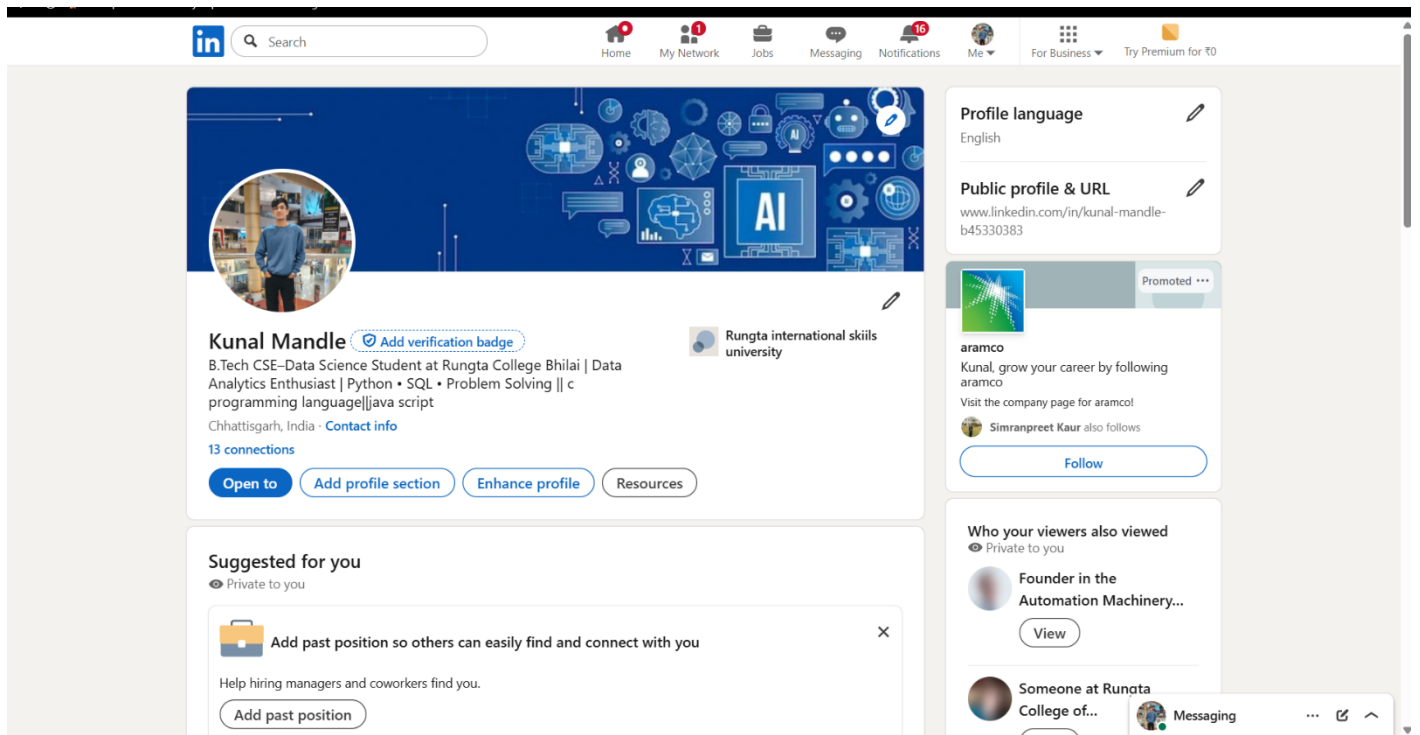 in
Search
Home
My Network
1
Jobs
Messaging
Notifications
16
Me
For Business
Try Premium for ₹0
AI
AI
Kunal Mandle
Add verification badge
B.Tech CSE–Data Science Student at Rungta College Bhilai | Data
Analytics Enthusiast | Python • SQL • Problem Solving || c
programming language||java script
Chhattisgarh, India · Contact info
13 connections
Rungta international skiils
university
Open to
Add profile section
Enhance profile
Resources
Suggested for you
Private to you
Add past position so others can easily find and connect with you
Help hiring managers and coworkers find you.
Add past position
Profile language
English
Public profile & URL
www.linkedin.com/in/kunal-mandle-
b45330383
Promoted
aramco
Kunal, grow your career by following
aramco
Visit the company page for aramco!
Simranpreet Kaur also follows
Follow
Who your viewers also viewed
Private to you
Founder in the
Automation Machinery...
View
Someone at Rungta
College of...
Messaging